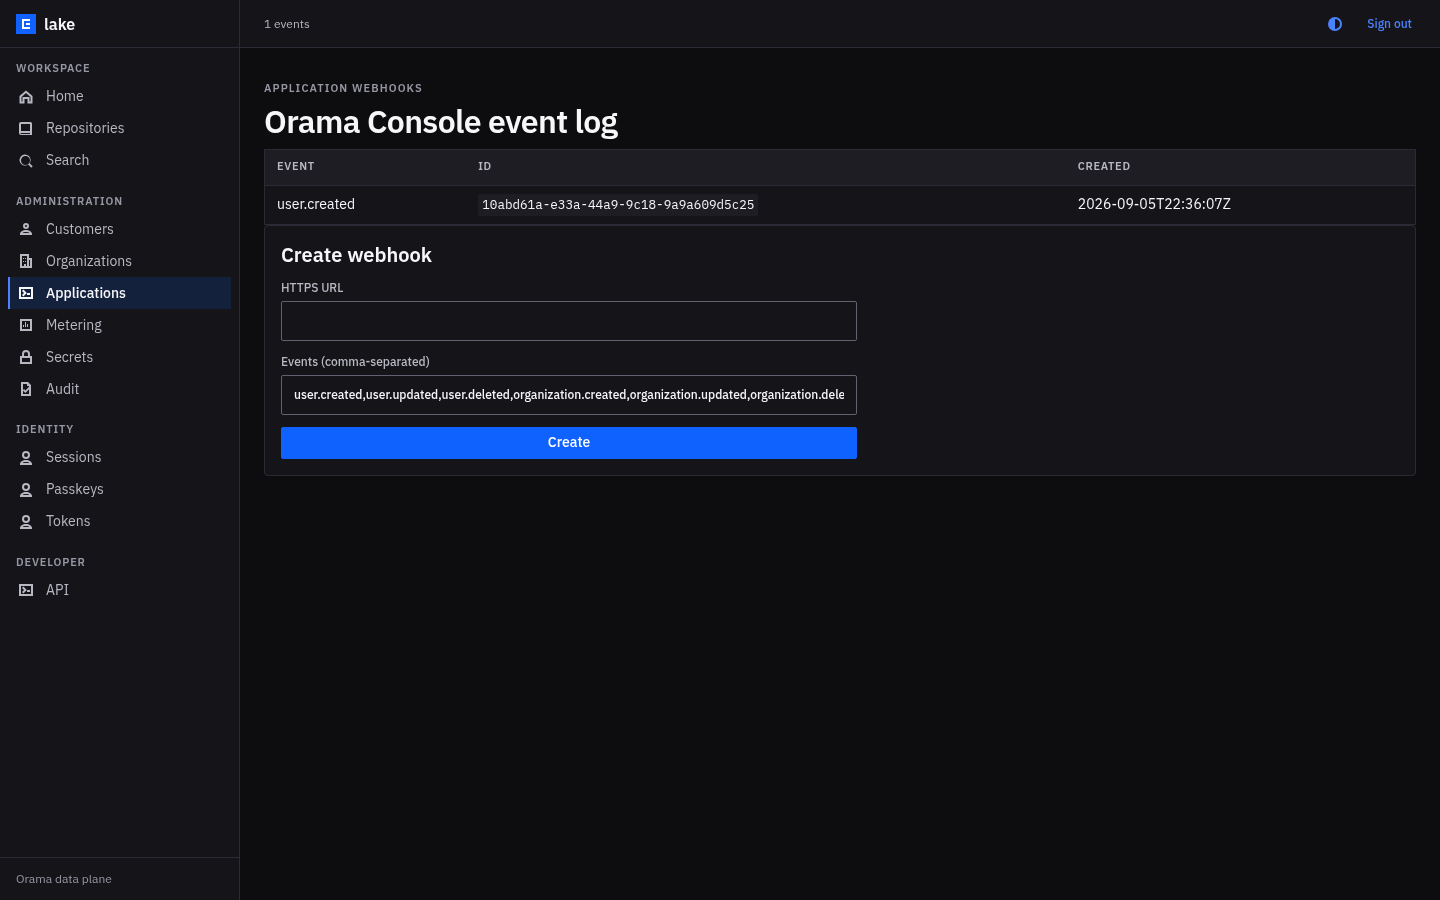 lake
1 events
Sign out
WORKSPACE
Home
Repositories
Search
ADMINISTRATION
Customers
Organizations
Applications
Metering
Secrets
Audit
IDENTITY
Sessions
Passkeys
Tokens
DEVELOPER
API
Orama data plane
APPLICATION WEBHOOKS
Orama Console event log
EVENT ID CREATED
user.created 10abd61a-e33a-44a9-9c18-9a9a609d5c25 2026-09-05T22:36:07Z
Create webhook
HTTPS URL
Events (comma-separated)
user.created,user.updated,user.deleted,organization.created,organization.updated,organization.dele
Create